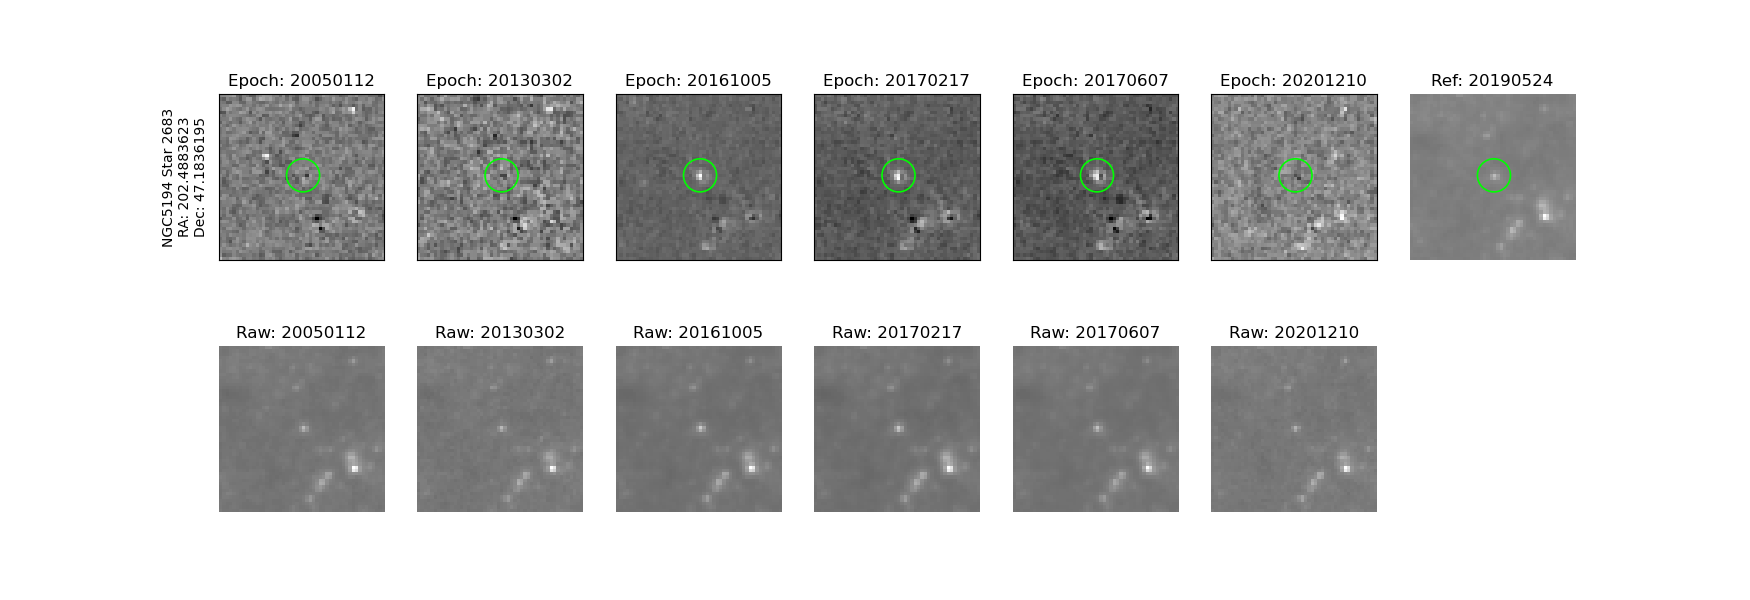 Epoch: 20050112
Epoch: 20130302
Epoch: 20161005
Epoch: 20170217
Epoch: 20170607
Epoch: 20201210
Ref: 20190524
NGC5194 Star 2683
RA: 202.4883623
Dec: 47.1836195
Raw: 20050112
Raw: 20130302
Raw: 20161005
Raw: 20170217
Raw: 20170607
Raw: 20201210